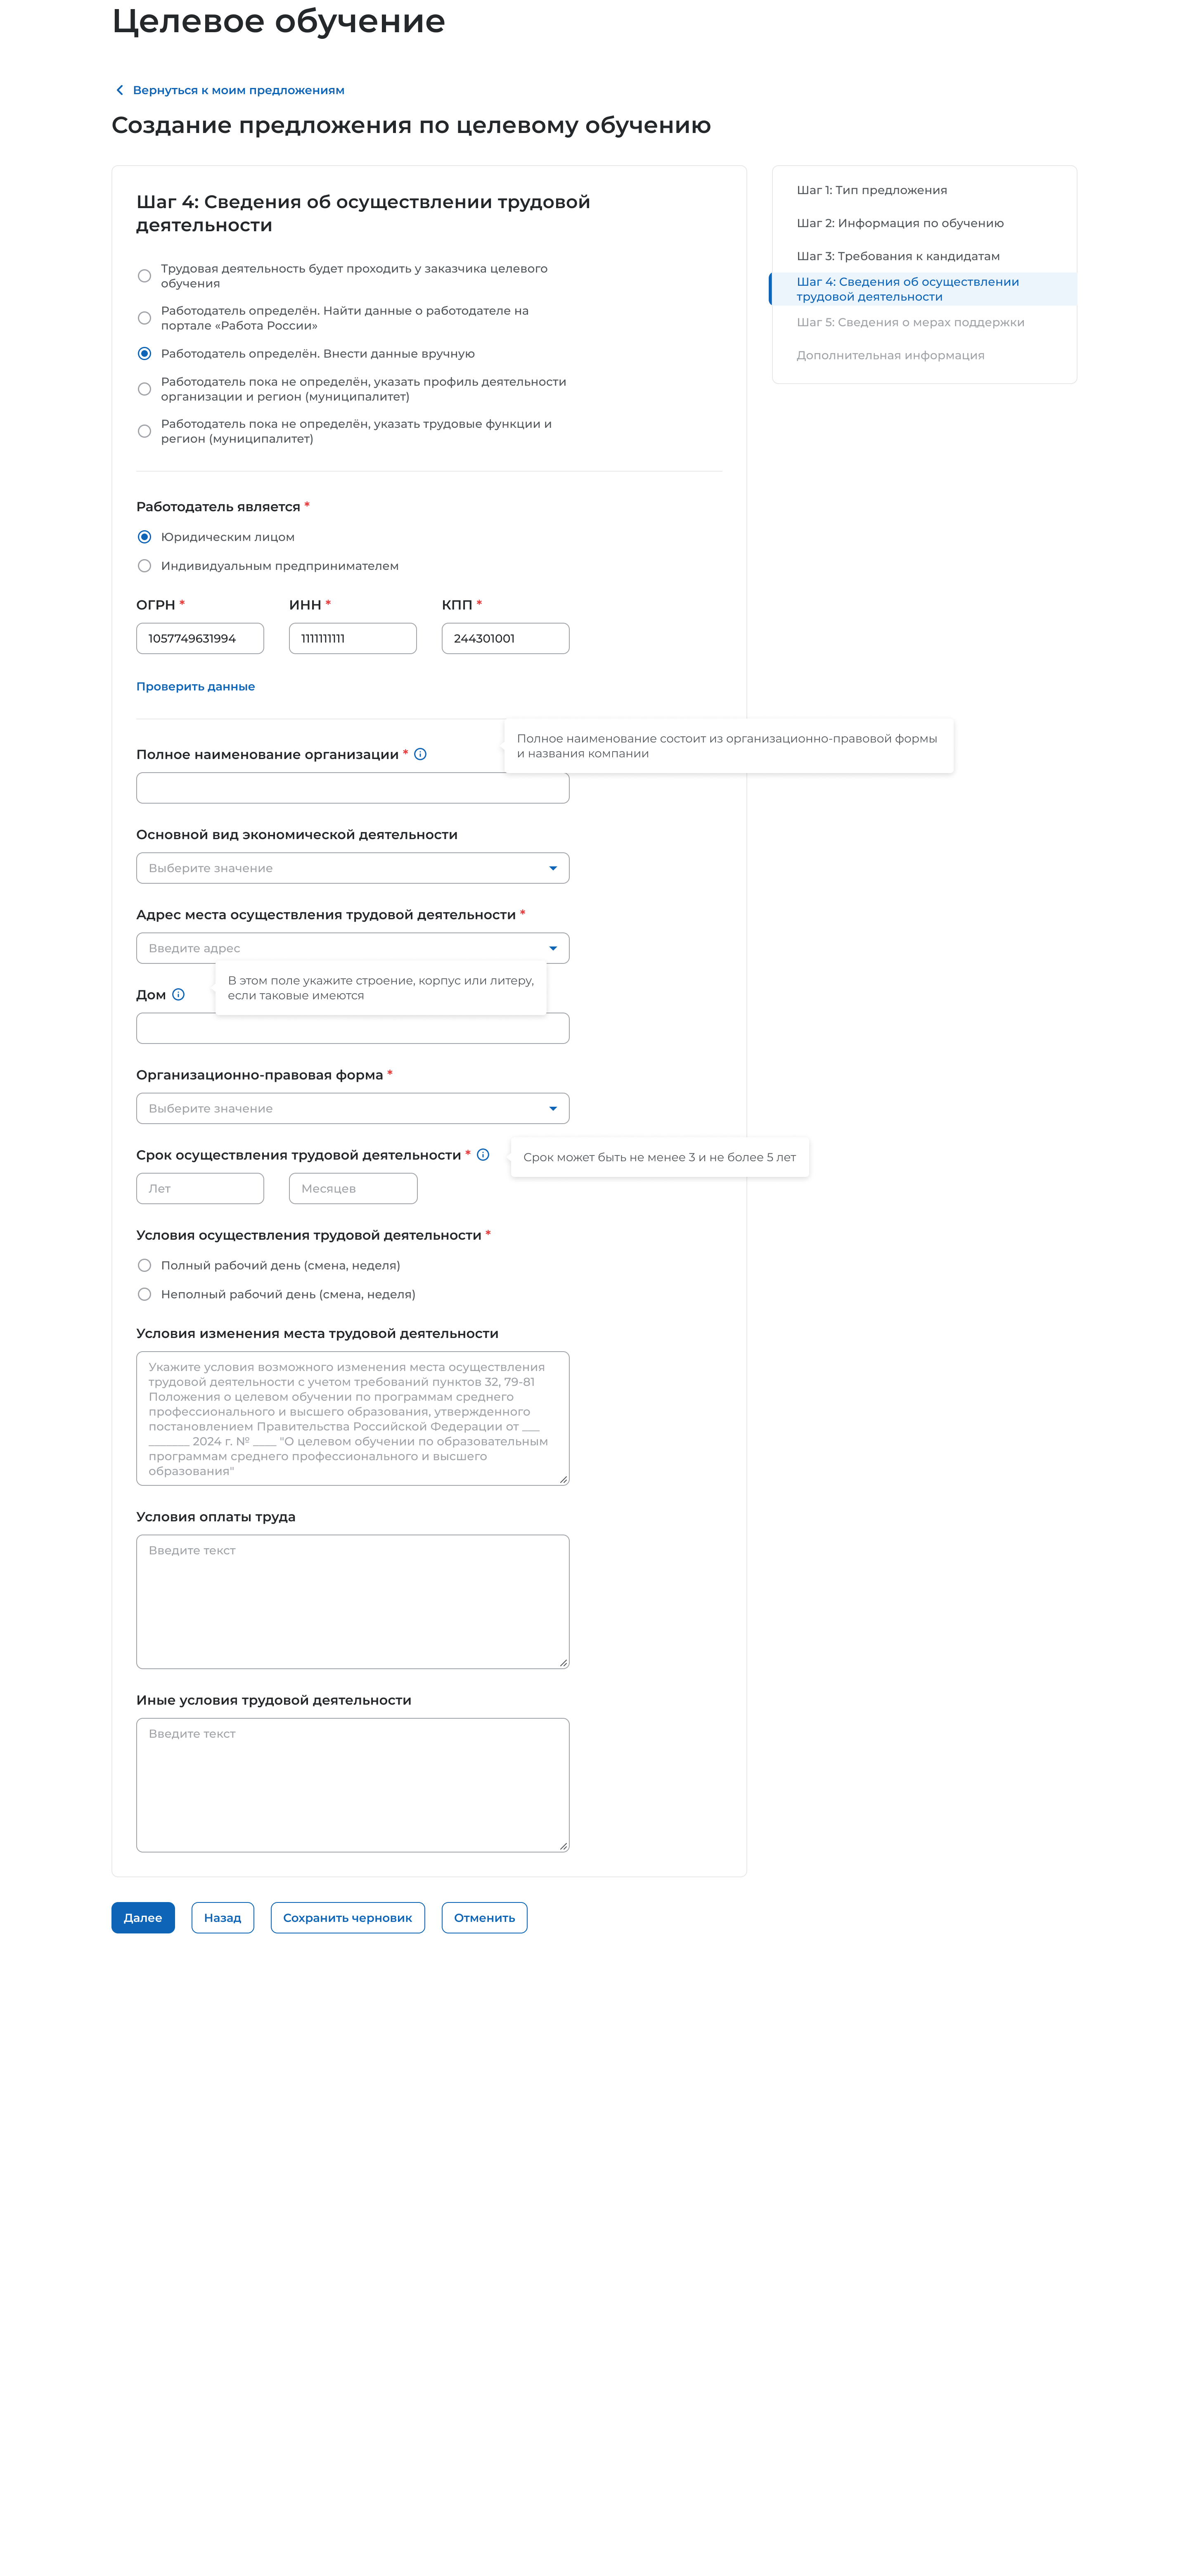 Целевое обучение
Вернуться к моим предложениям
Создание предложения по целевому обучению
Шаг 4: Сведения об осуществлении трудовой
деятельности
Трудовая деятельность будет проходить у заказчика целевого
обучения
Работодатель определён. Найти данные о работодателе на
портале «Работа России»
Работодатель определён. Внести данные вручную
Работодатель пока не определён, указать профиль деятельности
организации и регион (муниципалитет)
Работодатель пока не определён, указать трудовые функции и
регион (муниципалитет)
Работодатель является *
Юридическим лицом
Индивидуальным предпринимателем
ОГРН * ИНН * КПП *
1057749631994 1111111111 244301001
Проверить данные
Полное наименование организации *
Полное наименование состоит из организационно-правовой формы
и названия компании
Основной вид экономической деятельности
Выберите значение
Адрес места осуществления трудовой деятельности *
Введите адрес
Дом
В этом поле укажите строение, корпус или литеру,
если таковые имеются
Организационно-правовая форма *
Выберите значение
Срок осуществления трудовой деятельности *
Срок может быть не менее 3 и не более 5 лет
Лет Месяцев
Условия осуществления трудовой деятельности *
Полный рабочий день (смена, неделя)
Неполный рабочий день (смена, неделя)
Условия изменения места трудовой деятельности
Укажите условия возможного изменения места осуществления
трудовой деятельности с учетом требований пунктов 32, 79-81
Положения о целевом обучении по программам среднего
профессионального и высшего образования, утвержденного
постановлением Правительства Российской Федерации от ___
_______ 2024 г. № ____ "О целевом обучении по образовательным
программам среднего профессионального и высшего
образования"
Условия оплаты труда
Введите текст
Иные условия трудовой деятельности
Введите текст
Далее Назад Сохранить черновик Отменить
Шаг 1: Тип предложения
Шаг 2: Информация по обучению
Шаг 3: Требования к кандидатам
Шаг 4: Сведения об осуществлении
трудовой деятельности
Шаг 5: Сведения о мерах поддержки
Дополнительная информация